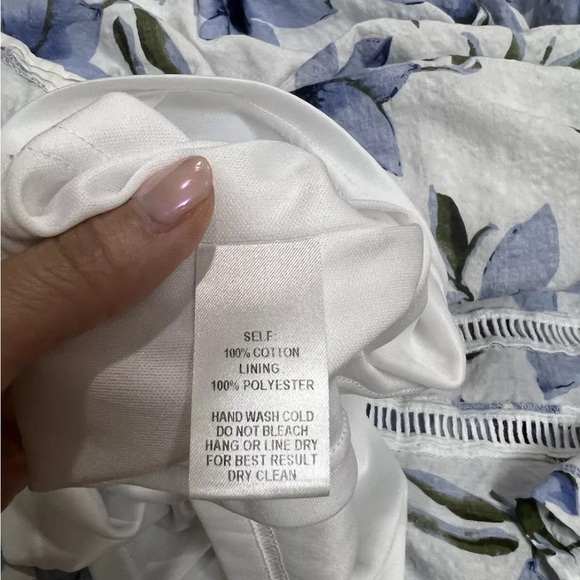 SELF:
100% COTTON
LINING
100% POLYESTER
HAND WASH COLD
DO NOT BLEACH
HANG OR LINE DRY
FOR BEST RESULT
DRY CLEAN